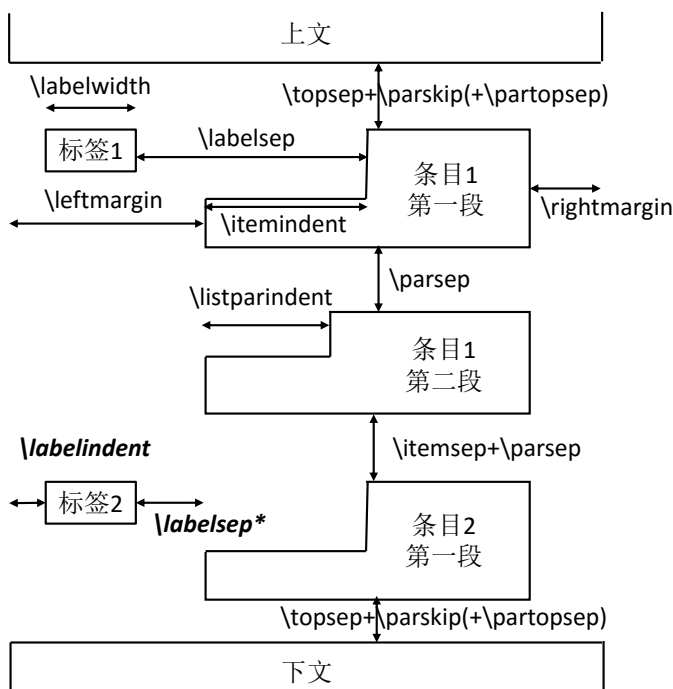 上文
\labelwidth
\topsep+\parskip(+\partopsep)
标签1
\labelsep
条目1
第一段
\leftmargin
\itemindent
\rightmargin
\parsep
\listparindent
条目1
第二段
\labelindent
\itemsep+\parsep
标签2
\labelsep*
条目2
第一段
\topsep+\parskip(+\partopsep)
下文